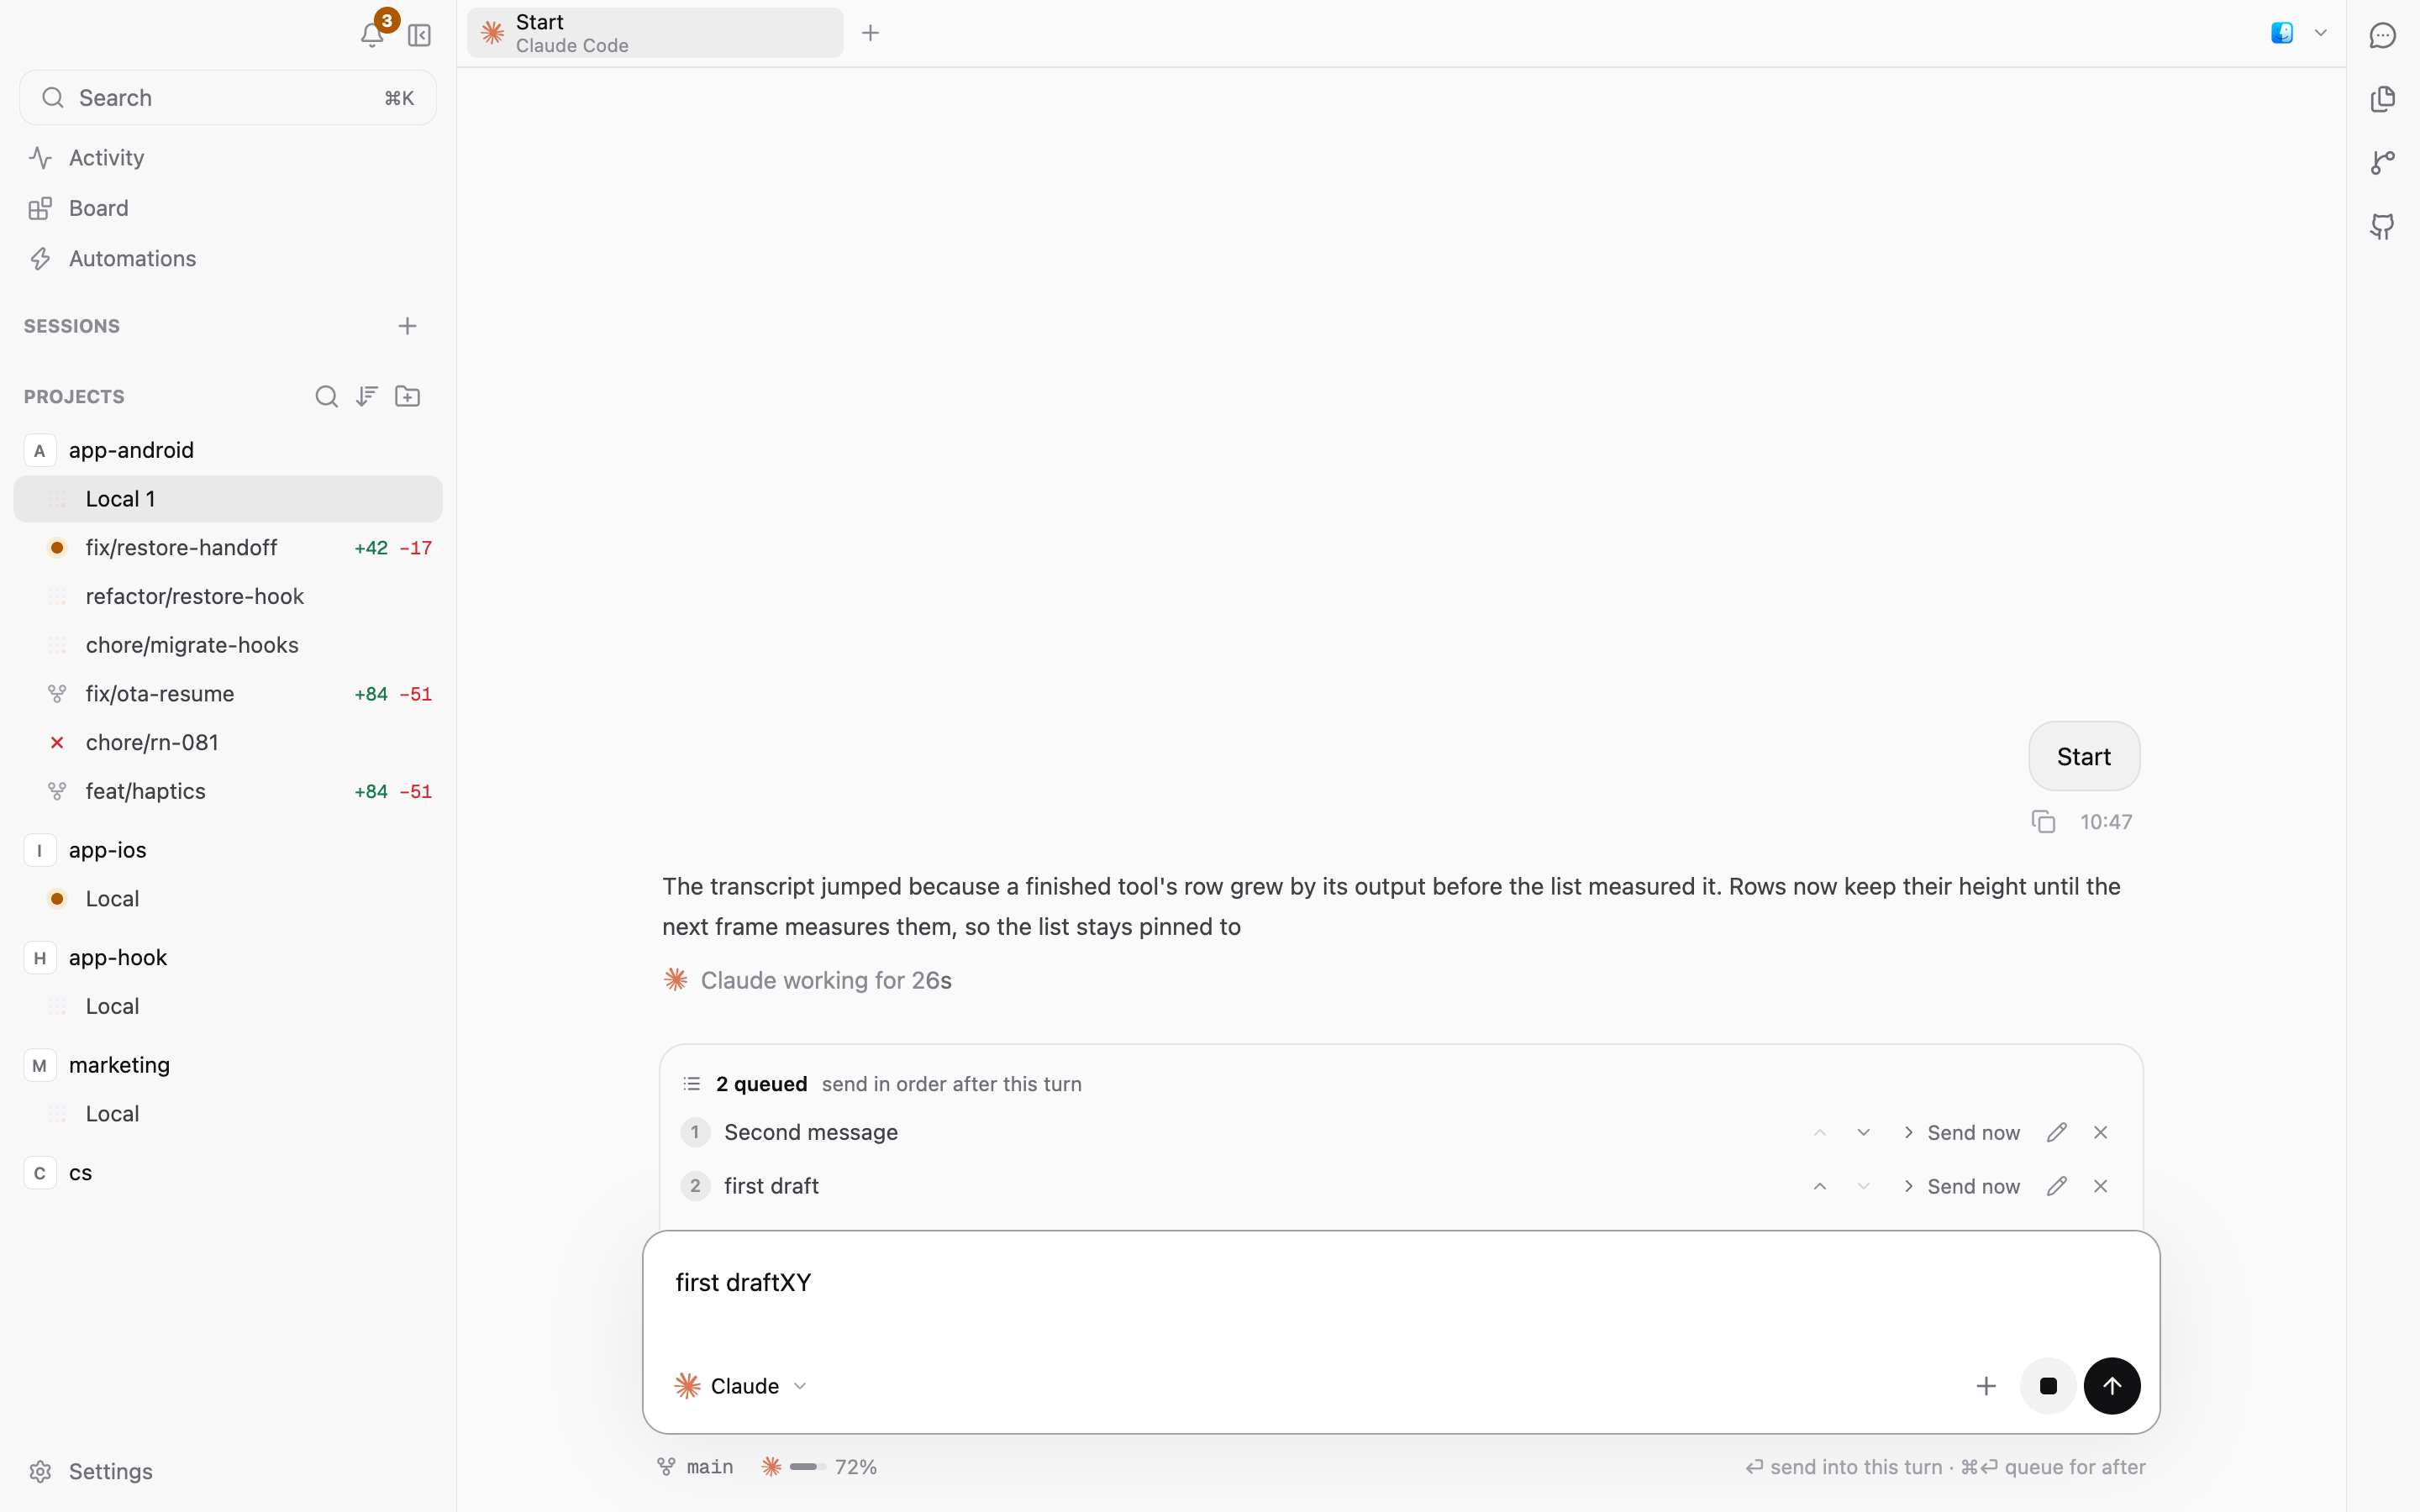 3
Start
Claude Code
Search ⌘K
Activity
Board
Automations
SESSIONS
PROJECTS
A app-android
Local 1
fix/restore-handoff +42 −17
refactor/restore-hook
chore/migrate-hooks
fix/ota-resume +84 −51
chore/rn-081
feat/haptics +84 −51
I app-ios
Local
H app-hook
Local
M marketing
Local
C cs
Settings
Start
10:47
The transcript jumped because a finished tool's row grew by its output before the list measured it. Rows now keep their height until the
next frame measures them, so the list stays pinned to
Claude working for 26s
2 queued send in order after this turn
1 Second message Send now
2 first draft Send now
first draftXY
Claude
main 72%
⏎ send into this turn · ⌘⏎ queue for after